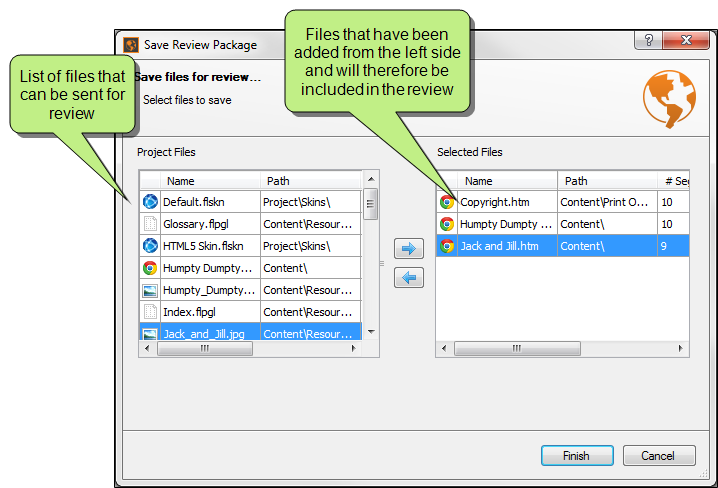 Save Review Package
?
Files that have been
added from the left side
and will therefore be
included in the review
List of files that
can be sent for
review
Save files for review...
Select files to save
Project Files
Name Path
Default.flskn Project\Skins\
Glossary.flpgl Content\Resour...
HTML5 Skin.flskn Project\Skins\
Humpty Dumpty... Content\
Humpty_Dumpty... Content\Resour...
Index.flpgl Content\Resour...
Jack_and_Jill.jpg Content\Resour...
Selected Files
Name Path # Seg
Copyright.htm Content\Print O... 10
Humpty Dumpty ... Content\ 10
Jack and Jill.htm Content\ 9
Finish Cancel